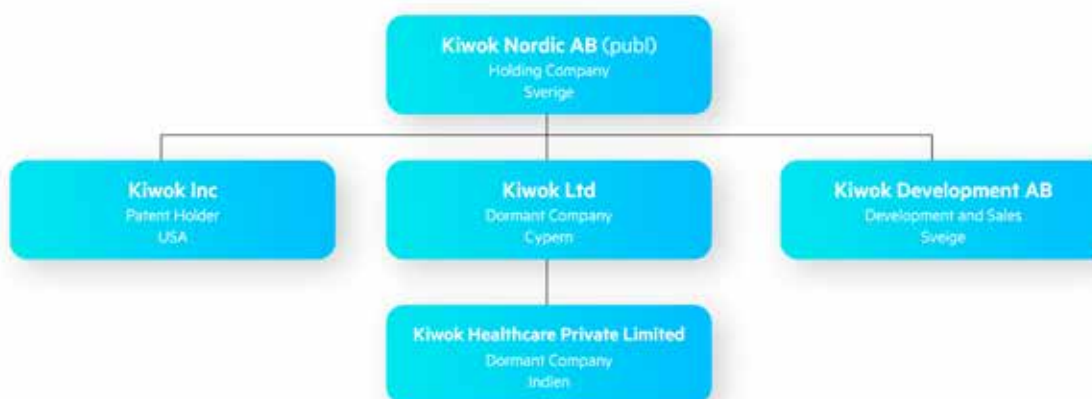 Kiwok Nordic AB (publ)
Holding Company
Sverige
Kiwok Inc
Patent Holder
USA
Kiwok Ltd
Dormant Company
Cypern
Kiwok Development AB
Development and Sales
Sveige
Kiwok Healthcare Private Limited
Dormant Company
Indien